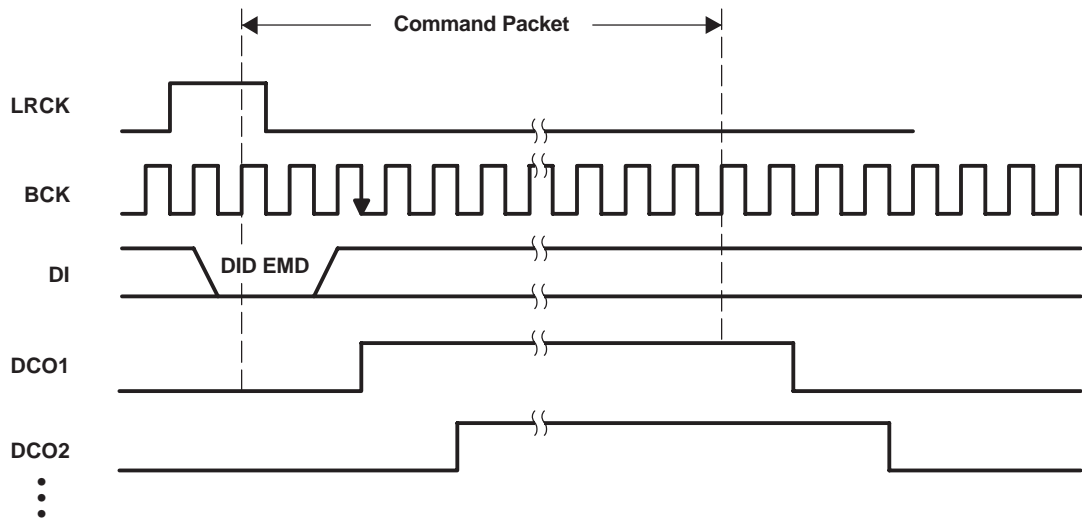 Command Packet
LRCK
BCK
DI
DID EMD
DCO1
DCO2